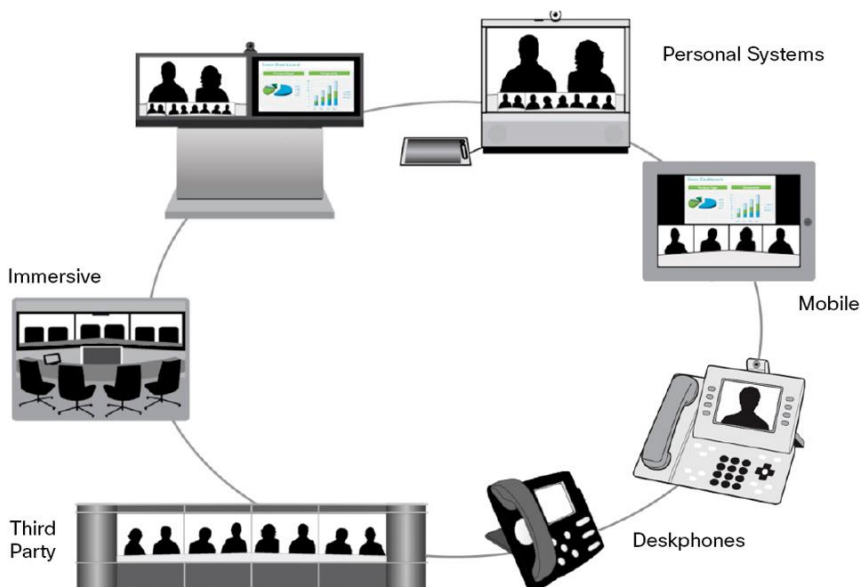 Personal Systems
Immersive
Mobile
Third
Party
Deskphones